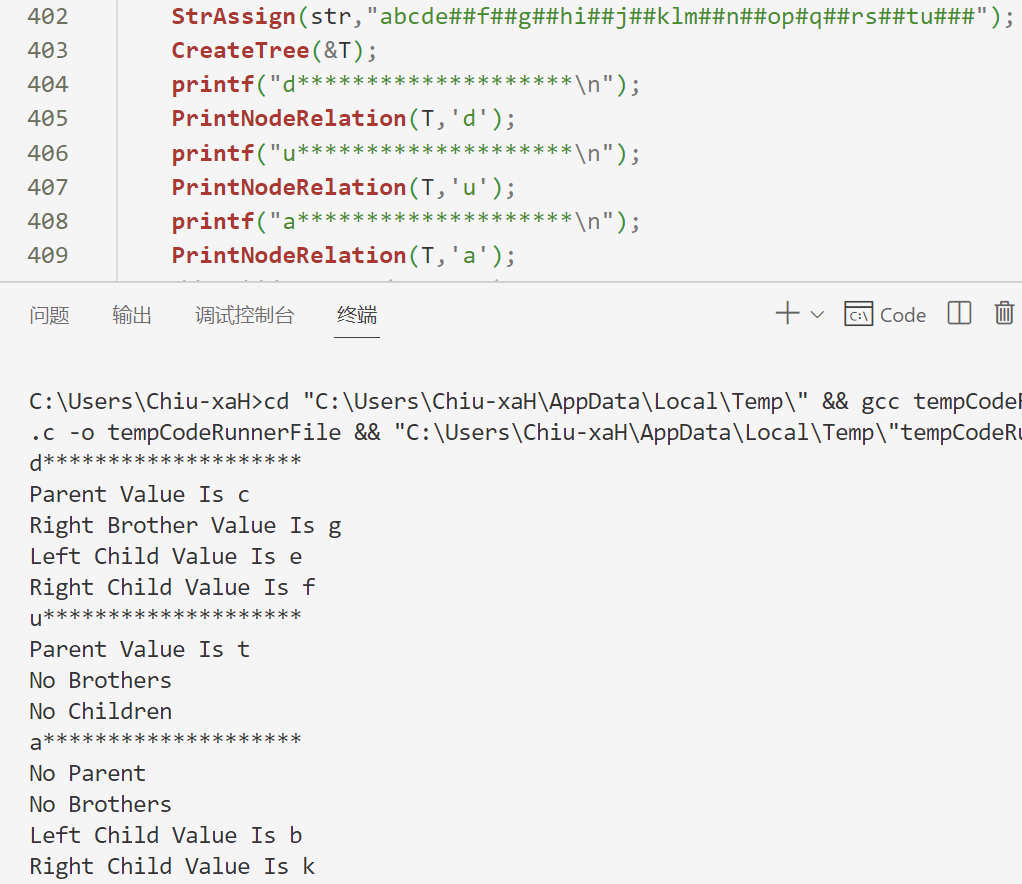 402 StrAssign(str,"abcde##f##g##hi##j##klm##n##op#q##rs##tu###");
403 CreateTree(&T);
404 printf("d********************\n");
405 PrintNodeRelation(T,'d');
406 printf("u********************\n");
407 PrintNodeRelation(T,'u');
408 printf("a********************\n");
409 PrintNodeRelation(T,'a');
问题 输出 调试控制台 终端 Code
C:\Users\Chiu-xaH>cd "C:\Users\Chiu-xaH\AppData\Local\Temp\" && gcc
.c -o tempCodeRunnerFile && "C:\Users\Chiu-xaH\AppData\Local\Temp\"
d********************
Parent Value Is c
Right Brother Value Is g
Left Child Value Is e
Right Child Value Is f
u********************
Parent Value Is t
No Brothers
No Children
a********************
No Parent
No Brothers
Left Child Value Is b
Right Child Value Is k